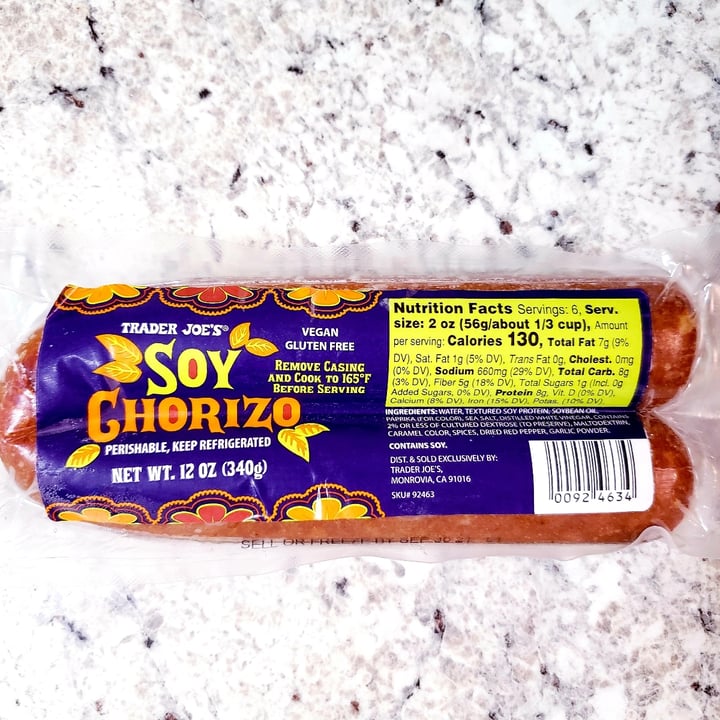 TRADER JOE'S®
SOY
CHORIZO
VEGAN
GLUTEN FREE
REMOVE CASING
AND COOK TO 165°F
BEFORE SERVING
PERISHABLE, KEEP REFRIGERATED
NET WT. 12 OZ (340g)
Nutrition Facts Servings: 6, Serv.
size: 2 oz (56g/about 1/3 cup), Amount
per serving: Calories 130, Total Fat 7g (9%
DV), Sat. Fat 1g (5% DV), Trans Fat 0g, Cholest. 0mg
(0% DV), Sodium 660mg (29% DV), Total Carb. 8g
(3% DV), Fiber 5g (18% DV), Total Sugars 1g (Incl. 0g
Added Sugars, 0% DV), Protein 8g, Vit. D (0% DV),
Calcium (8% DV), Iron (15% DV), Potas. (10% DV).
INGREDIENTS: WATER, TEXTURED SOY PROTEIN, SOYBEAN OIL,
PAPRIKA (FOR COLOR), SEA SALT, DISTILLED WHITE VINEGAR, CONTAINS
2% OR LESS OF CULTURED DEXTROSE (TO PRESERVE), MALTODEXTRIN,
CARAMEL COLOR, SPICES, DRIED RED PEPPER, GARLIC POWDER.
CONTAINS SOY.
DIST. & SOLD EXCLUSIVELY BY:
TRADER JOE'S,
MONROVIA, CA 91016
SKU# 92463
0092 4634
SELL OR FREEZE BY